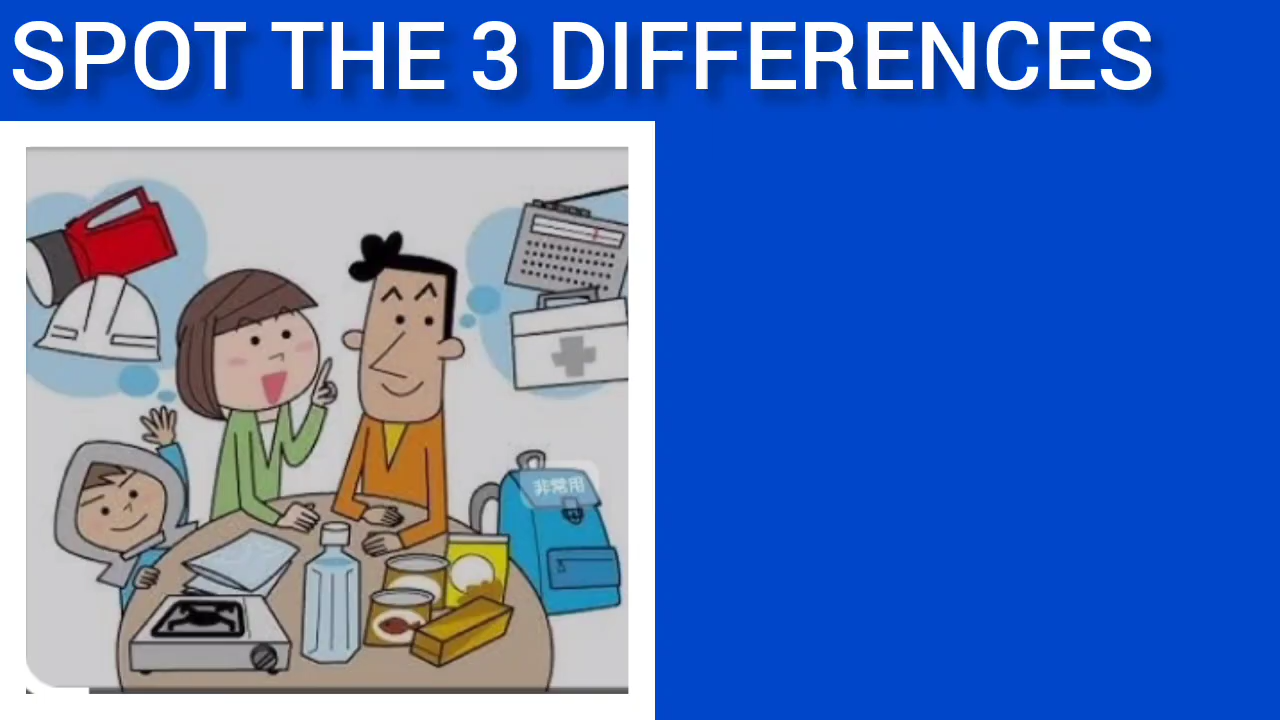 SPOT THE 3 DIFFERENCES
非常用